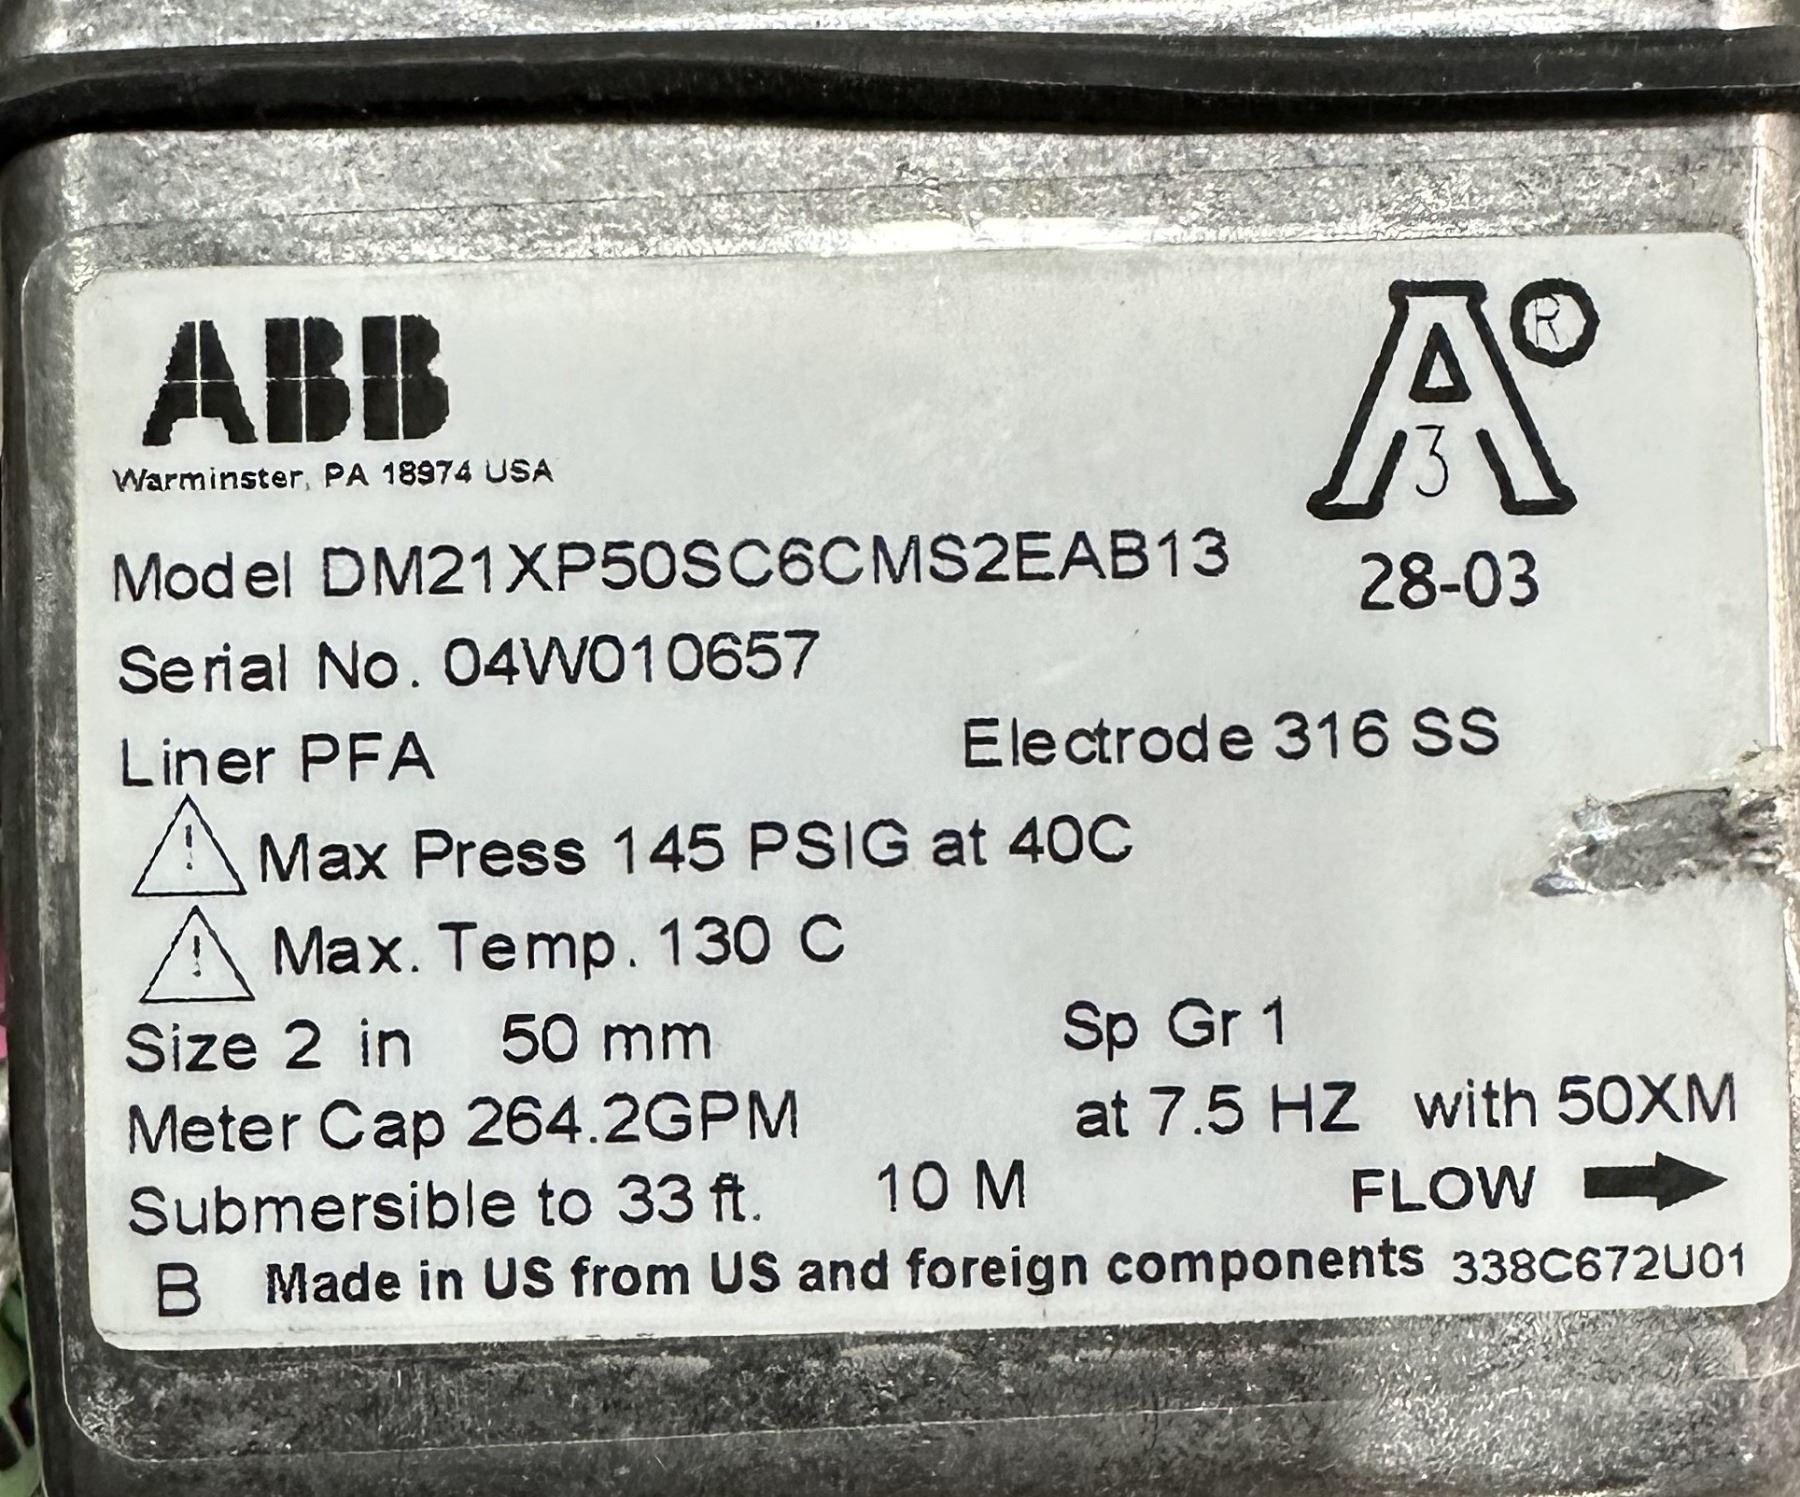 ABB
A®
3
Warminster, PA 18974 USA
Model DM21XP50SC6CMS2EAB13
28-03
Serial No. 04W010657
Liner PFA Electrode 316 SS
! Max Press 145 PSIG at 40C
! Max. Temp. 130 C
Size 2 in 50 mm Sp Gr 1
Meter Cap 264.2GPM at 7.5 HZ with 50XM
Submersible to 33 ft. 10 M FLOW
B Made in US from US and foreign components 338C672U01